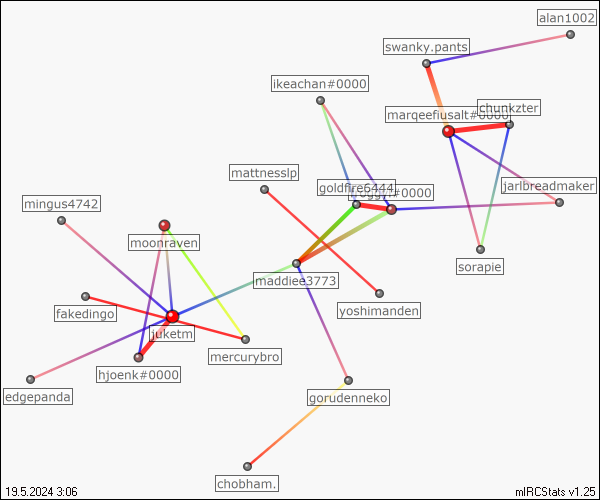 alan1002
swanky.pants
ikeachan#0000
chunkzter
marqeefiusalt#0000
mattnesslp
goldfire6444
#0000
jarlbreadmaker
mingus4742
moonraven
sorapie
maddiee3773
fakedingo
yoshimanden
juketm
mercurybro
hjoenk#0000
edgepanda
gorudenneko
chobham.
19.5.2024 3:06
mIRCStats v1.25